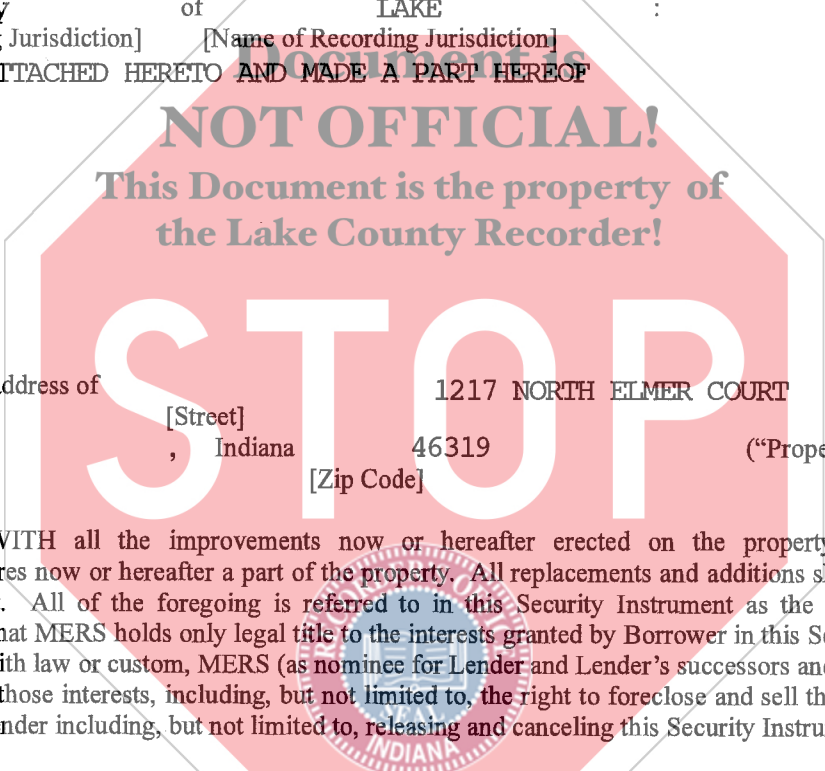 y of LAKE :
g Jurisdiction] [Name of Recording Jurisdiction]
Document is
TTACHED HERETO AND MADE A PART HEREOF
NOT OFFICIAL!
This Document is the property of
the Lake County Recorder!
STOP
ddress of 1217 NORTH ELMER COURT
[Street]
, Indiana 46319 (“Prope
[Zip Code]
WITH all the improvements now or hereafter erected on the property
res now or hereafter a part of the property. All replacements and additions s
. All of the foregoing is referred to in this Security Instrument as the
hat MERS holds only legal title to the interests granted by Borrower in this Se
ith law or custom, MERS (as nominee for Lender and Lender’s successors and
those interests, including, but not limited to, the right to foreclose and sell th
nder including, but not limited to, releasing and canceling this Security Instru
SEAL
INDIANA